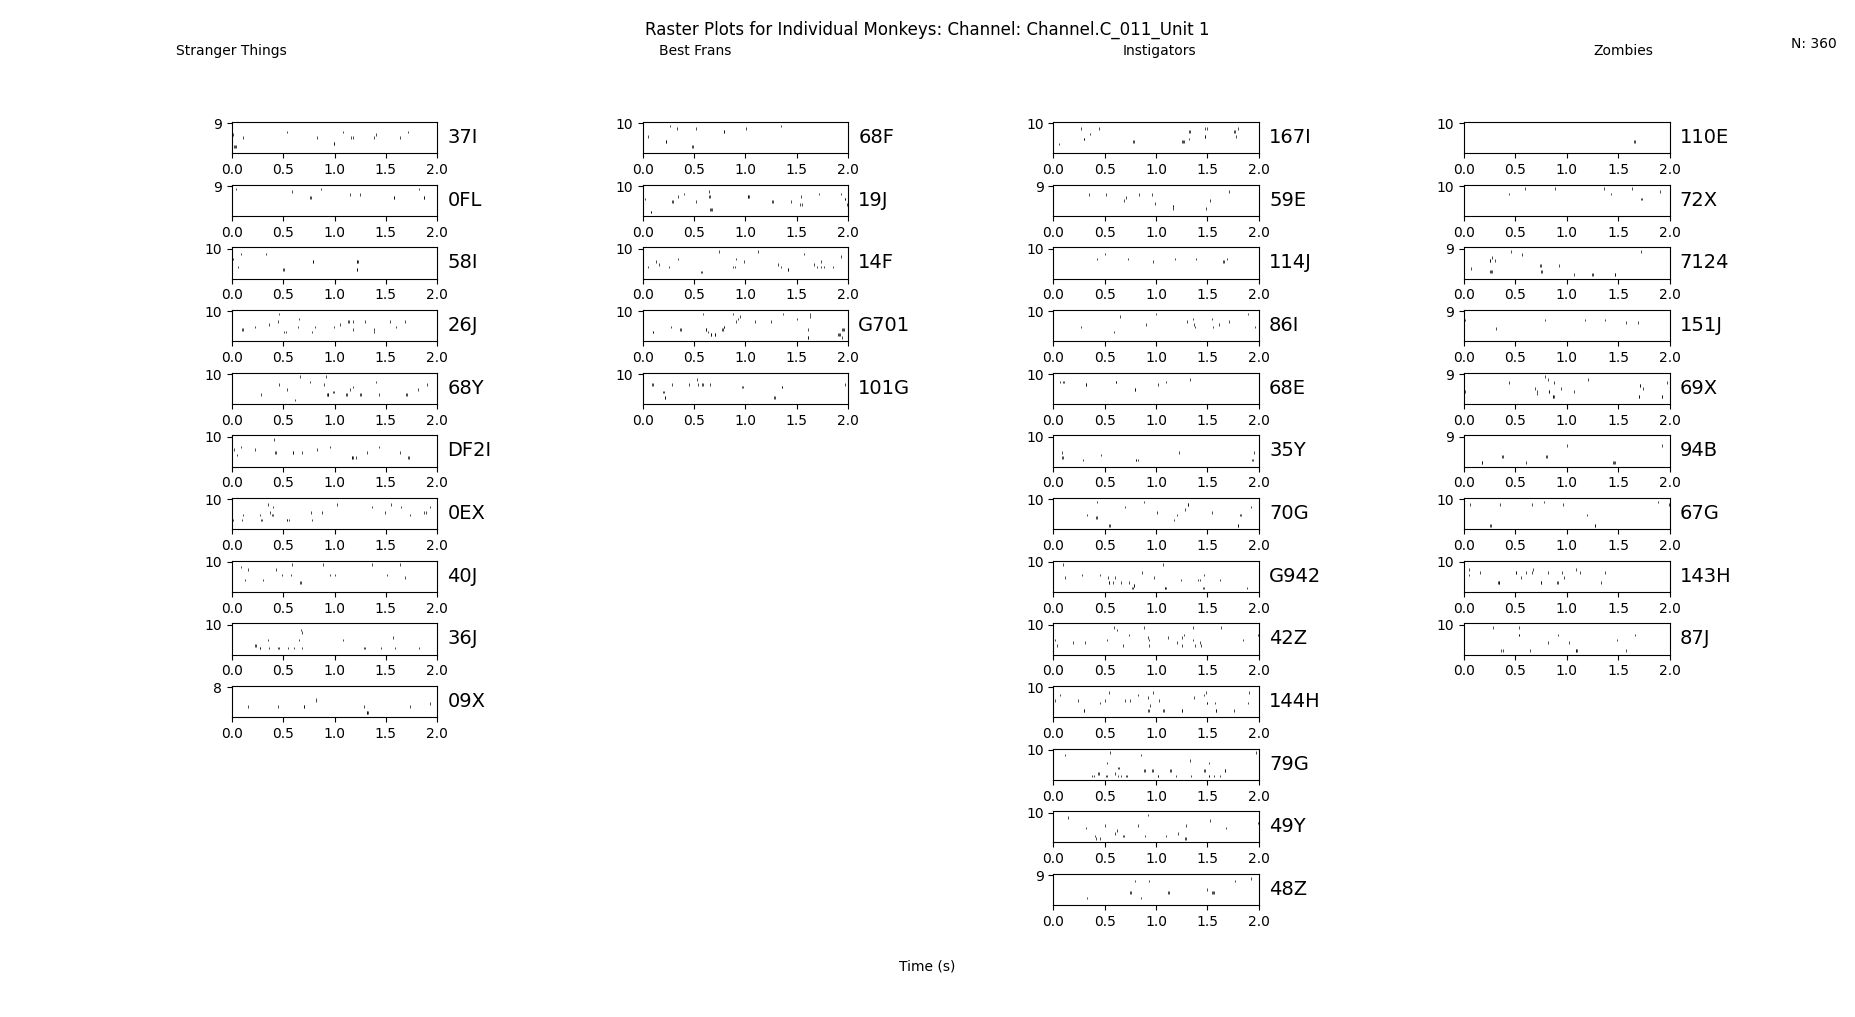 Raster Plots for Individual Monkeys: Channel: Channel.C_011_Unit 1
Stranger Things Best Frans Instigators Zombies N: 360
9 37I 10 68F 10 167I 10 110E
0.0 0.5 1.0 1.5 2.0 0.0 0.5 1.0 1.5 2.0 0.0 0.5 1.0 1.5 2.0 0.0 0.5 1.0 1.5 2.0
9 0FL 10 19J 9 59E 10 72X
0.0 0.5 1.0 1.5 2.0 0.0 0.5 1.0 1.5 2.0 0.0 0.5 1.0 1.5 2.0 0.0 0.5 1.0 1.5 2.0
10 58I 10 14F 10 114J 9 7124
0.0 0.5 1.0 1.5 2.0 0.0 0.5 1.0 1.5 2.0 0.0 0.5 1.0 1.5 2.0 0.0 0.5 1.0 1.5 2.0
10 26J 10 G701 10 86I 9 151J
0.0 0.5 1.0 1.5 2.0 0.0 0.5 1.0 1.5 2.0 0.0 0.5 1.0 1.5 2.0 0.0 0.5 1.0 1.5 2.0
10 68Y 10 101G 10 68E 9 69X
0.0 0.5 1.0 1.5 2.0 0.0 0.5 1.0 1.5 2.0 0.0 0.5 1.0 1.5 2.0 0.0 0.5 1.0 1.5 2.0
10 DF2I 10 35Y 9 94B
0.0 0.5 1.0 1.5 2.0 0.0 0.5 1.0 1.5 2.0 0.0 0.5 1.0 1.5 2.0
10 0EX 10 70G 10 67G
0.0 0.5 1.0 1.5 2.0 0.0 0.5 1.0 1.5 2.0 0.0 0.5 1.0 1.5 2.0
10 40J 10 G942 10 143H
0.0 0.5 1.0 1.5 2.0 0.0 0.5 1.0 1.5 2.0 0.0 0.5 1.0 1.5 2.0
10 36J 10 42Z 10 87J
0.0 0.5 1.0 1.5 2.0 0.0 0.5 1.0 1.5 2.0 0.0 0.5 1.0 1.5 2.0
8 09X 10 144H
0.0 0.5 1.0 1.5 2.0 0.0 0.5 1.0 1.5 2.0
10 79G
0.0 0.5 1.0 1.5 2.0
10 49Y
0.0 0.5 1.0 1.5 2.0
9 48Z
0.0 0.5 1.0 1.5 2.0
Time (s)